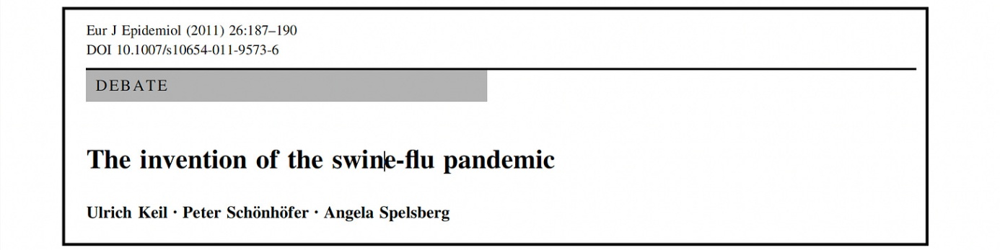 Eur J Epidemiol (2011) 26:187–190
DOI 10.1007/s10654-011-9573-6
DEBATE
The invention of the swine-flu pandemic
Ulrich Keil · Peter Schönhöfer · Angela Spelsberg